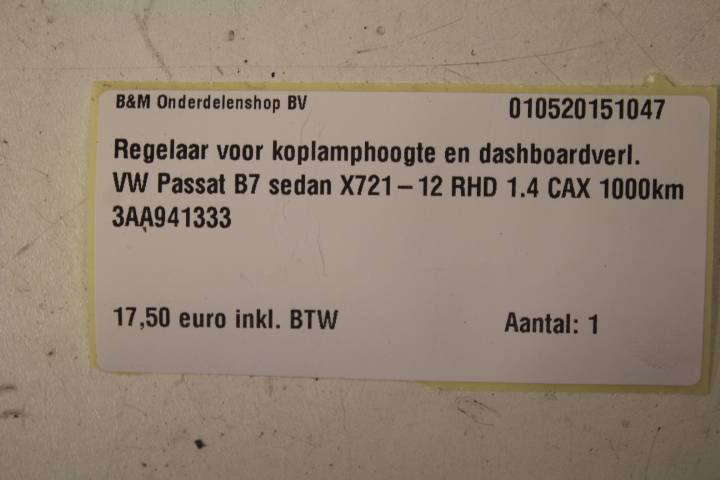 B&M Onderdelenshop BV 010520151047
Regelaar voor koplamphoogte en dashboardverl.
VW Passat B7 sedan X721-12 RHD 1.4 CAX 1000km
3AA941333
17,50 euro inkl. BTW Aantal: 1